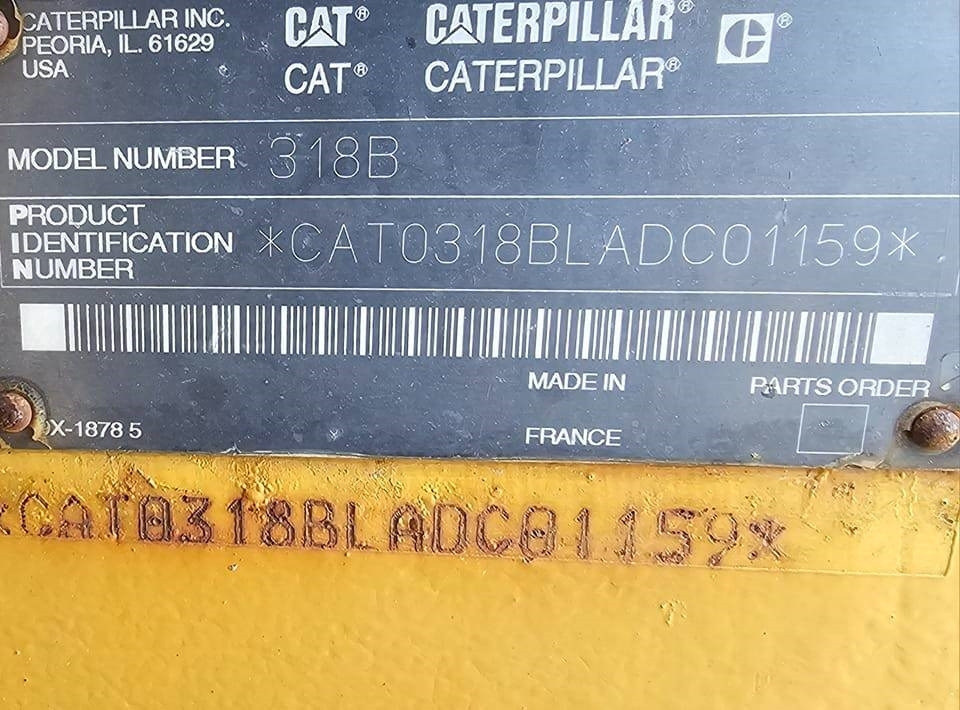 CATERPILLAR INC.
PEORIA, IL. 61629
USA
CAT® CATERPILLAR® C®
CAT® CATERPILLAR®
MODEL NUMBER 318B
PRODUCT
IDENTIFICATION
NUMBER
*CAT0318BLADC01159*
MADE IN
FRANCE
PARTS ORDER
X-1878 5
*CAT0318BLADC01159*